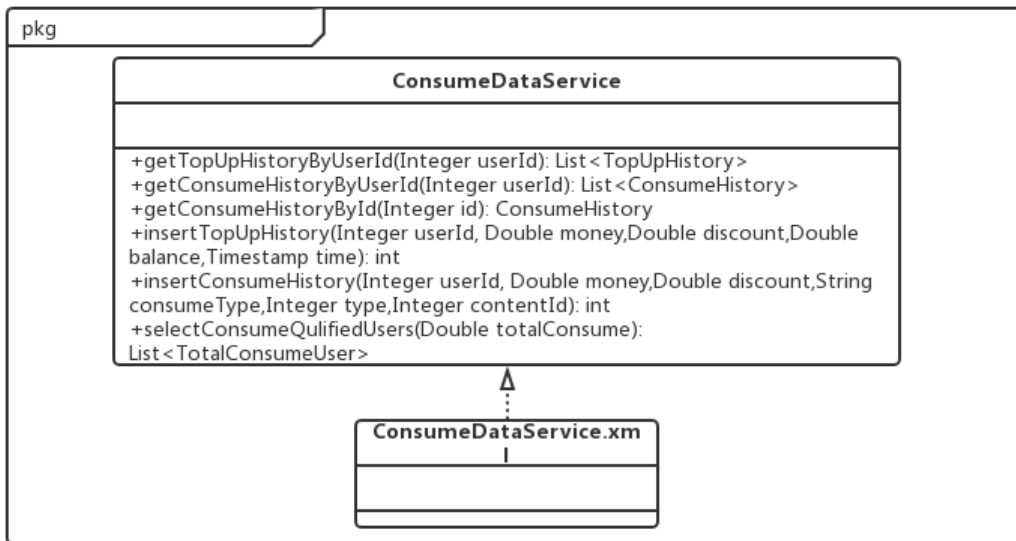 pkg
ConsumeDataService
+getTopUpHistoryByUserId(Integer userId): List<TopUpHistory>
+getConsumeHistoryByUserId(Integer userId): List<ConsumeHistory>
+getConsumeHistoryById(Integer id): ConsumeHistory
+insertTopUpHistory(Integer userId, Double money,Double discount,Double
balance,Timestamp time): int
+insertConsumeHistory(Integer userId, Double money,Double discount,String
consumeType,Integer type,Integer contentId): int
+selectConsumeQulifiedUsers(Double totalConsume):
List<TotalConsumeUser>
ConsumeDataService.xm
l